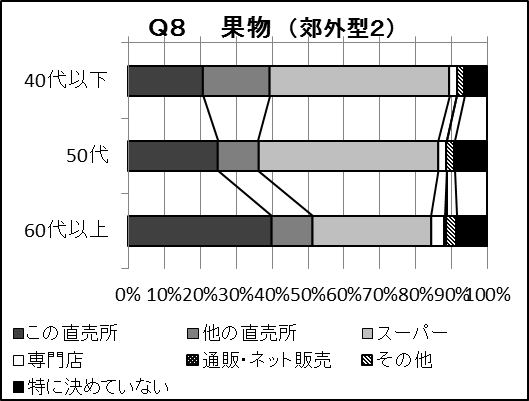 Q8 果物 (郊外型2)
40代以下
50代
60代以上
0% 10% 20% 30% 40% 50% 60% 70% 80% 90% 100%
この直売所 他の直売所 スーパー
専門店 通販・ネット販売 その他
特に決めていない